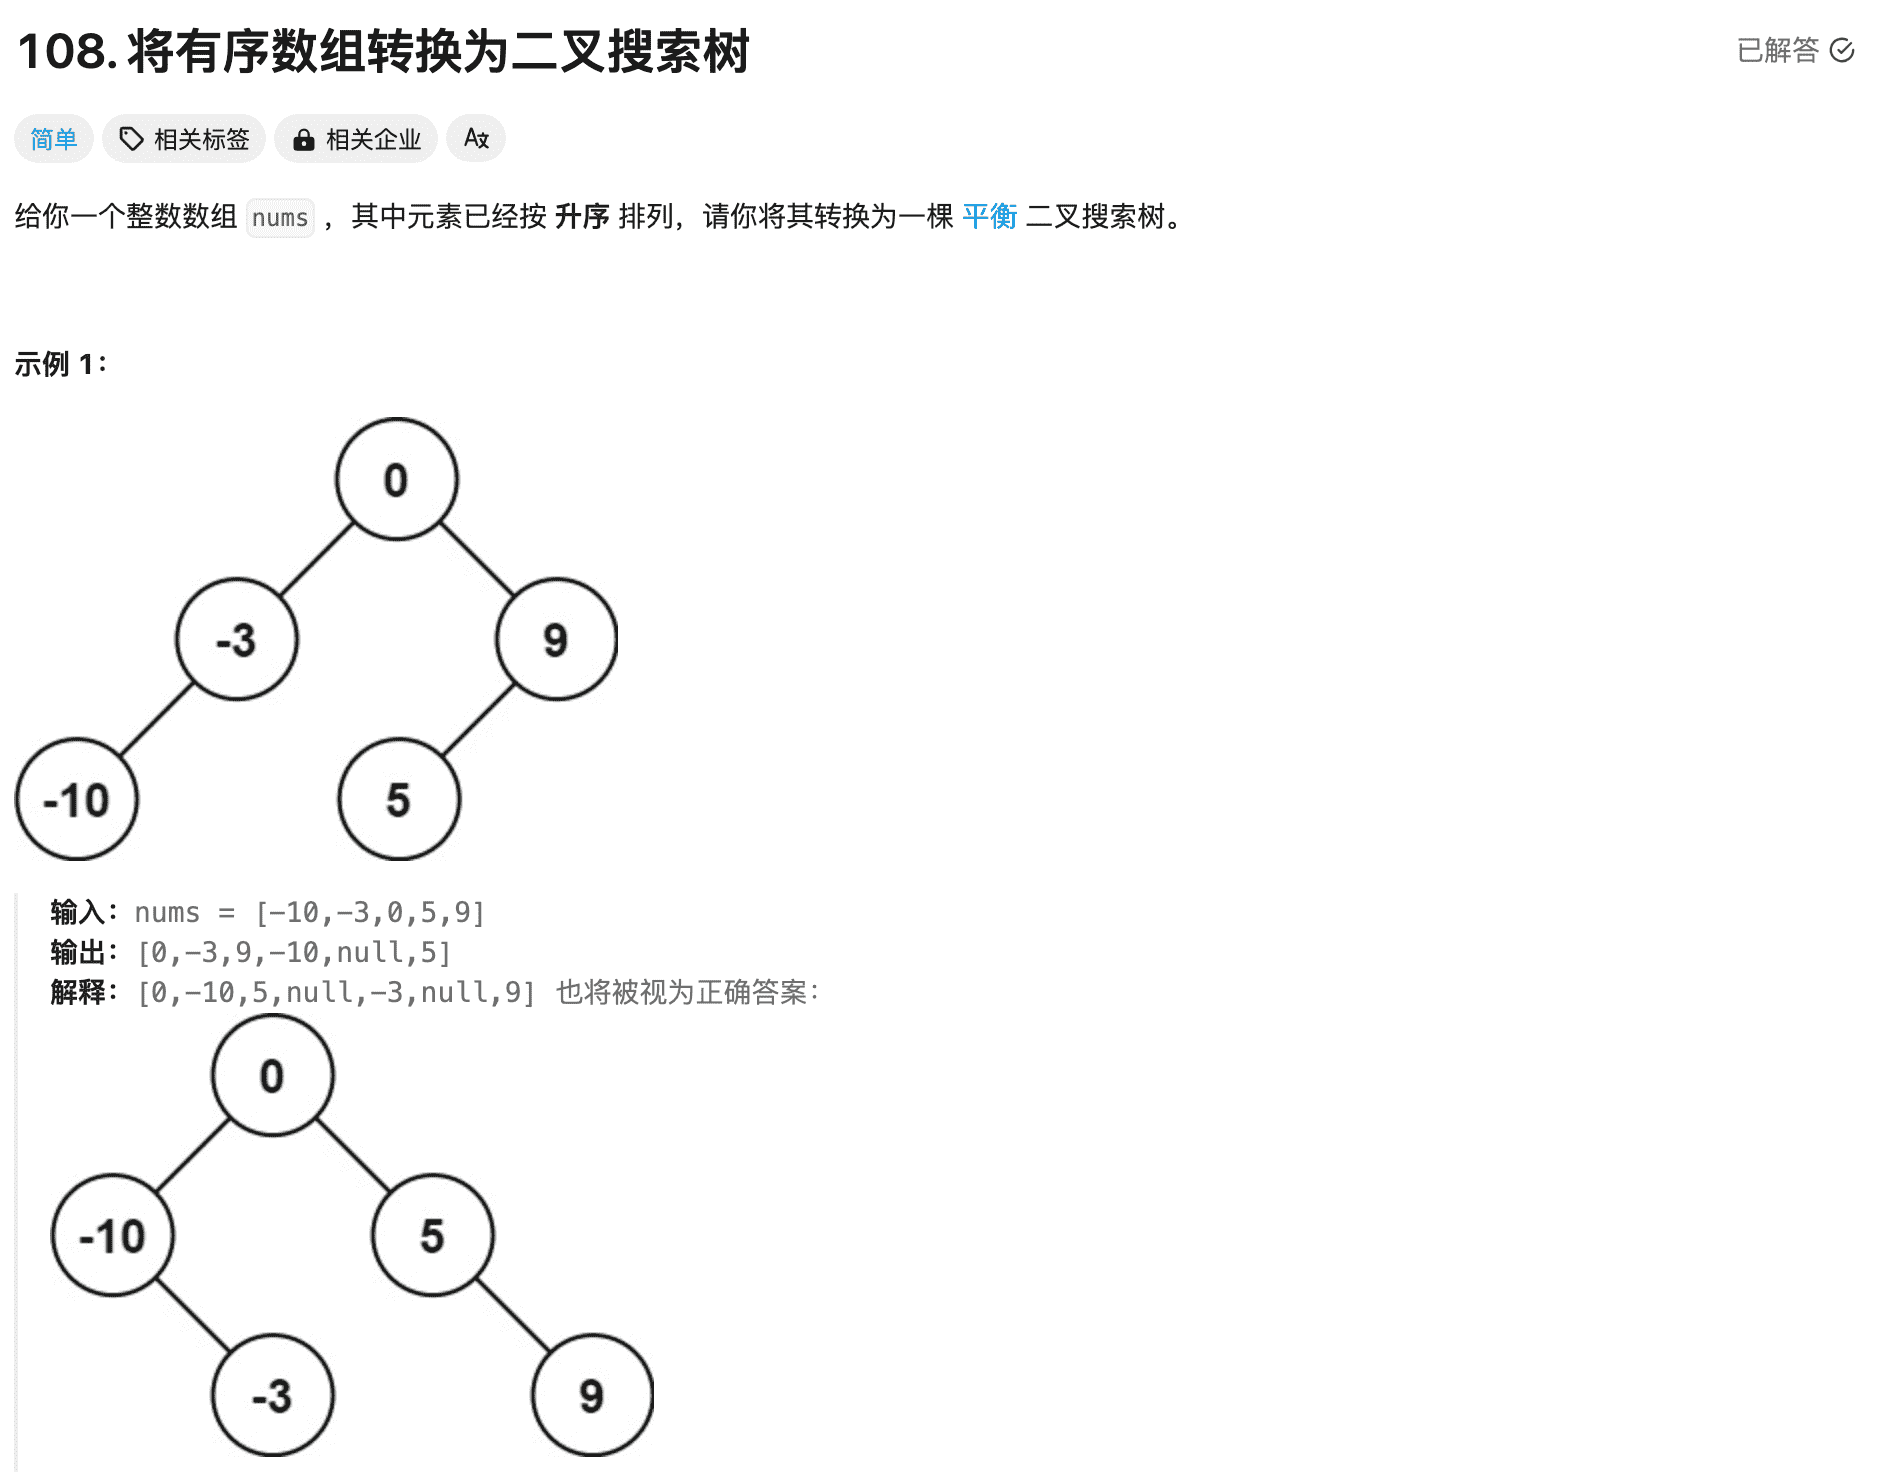 108. 将有序数组转换为二叉搜索树
已解答
简单 相关标签 相关企业
给你一个整数数组 nums ，其中元素已经按 升序 排列，请你将其转换为一棵 平衡 二叉搜索树。
示例 1：
0
-3 9
-10 5
输入：nums = [-10,-3,0,5,9]
输出：[0,-3,9,-10,null,5]
解释：[0,-10,5,null,-3,null,9] 也将被视为正确答案：
0
-10 5
-3 9